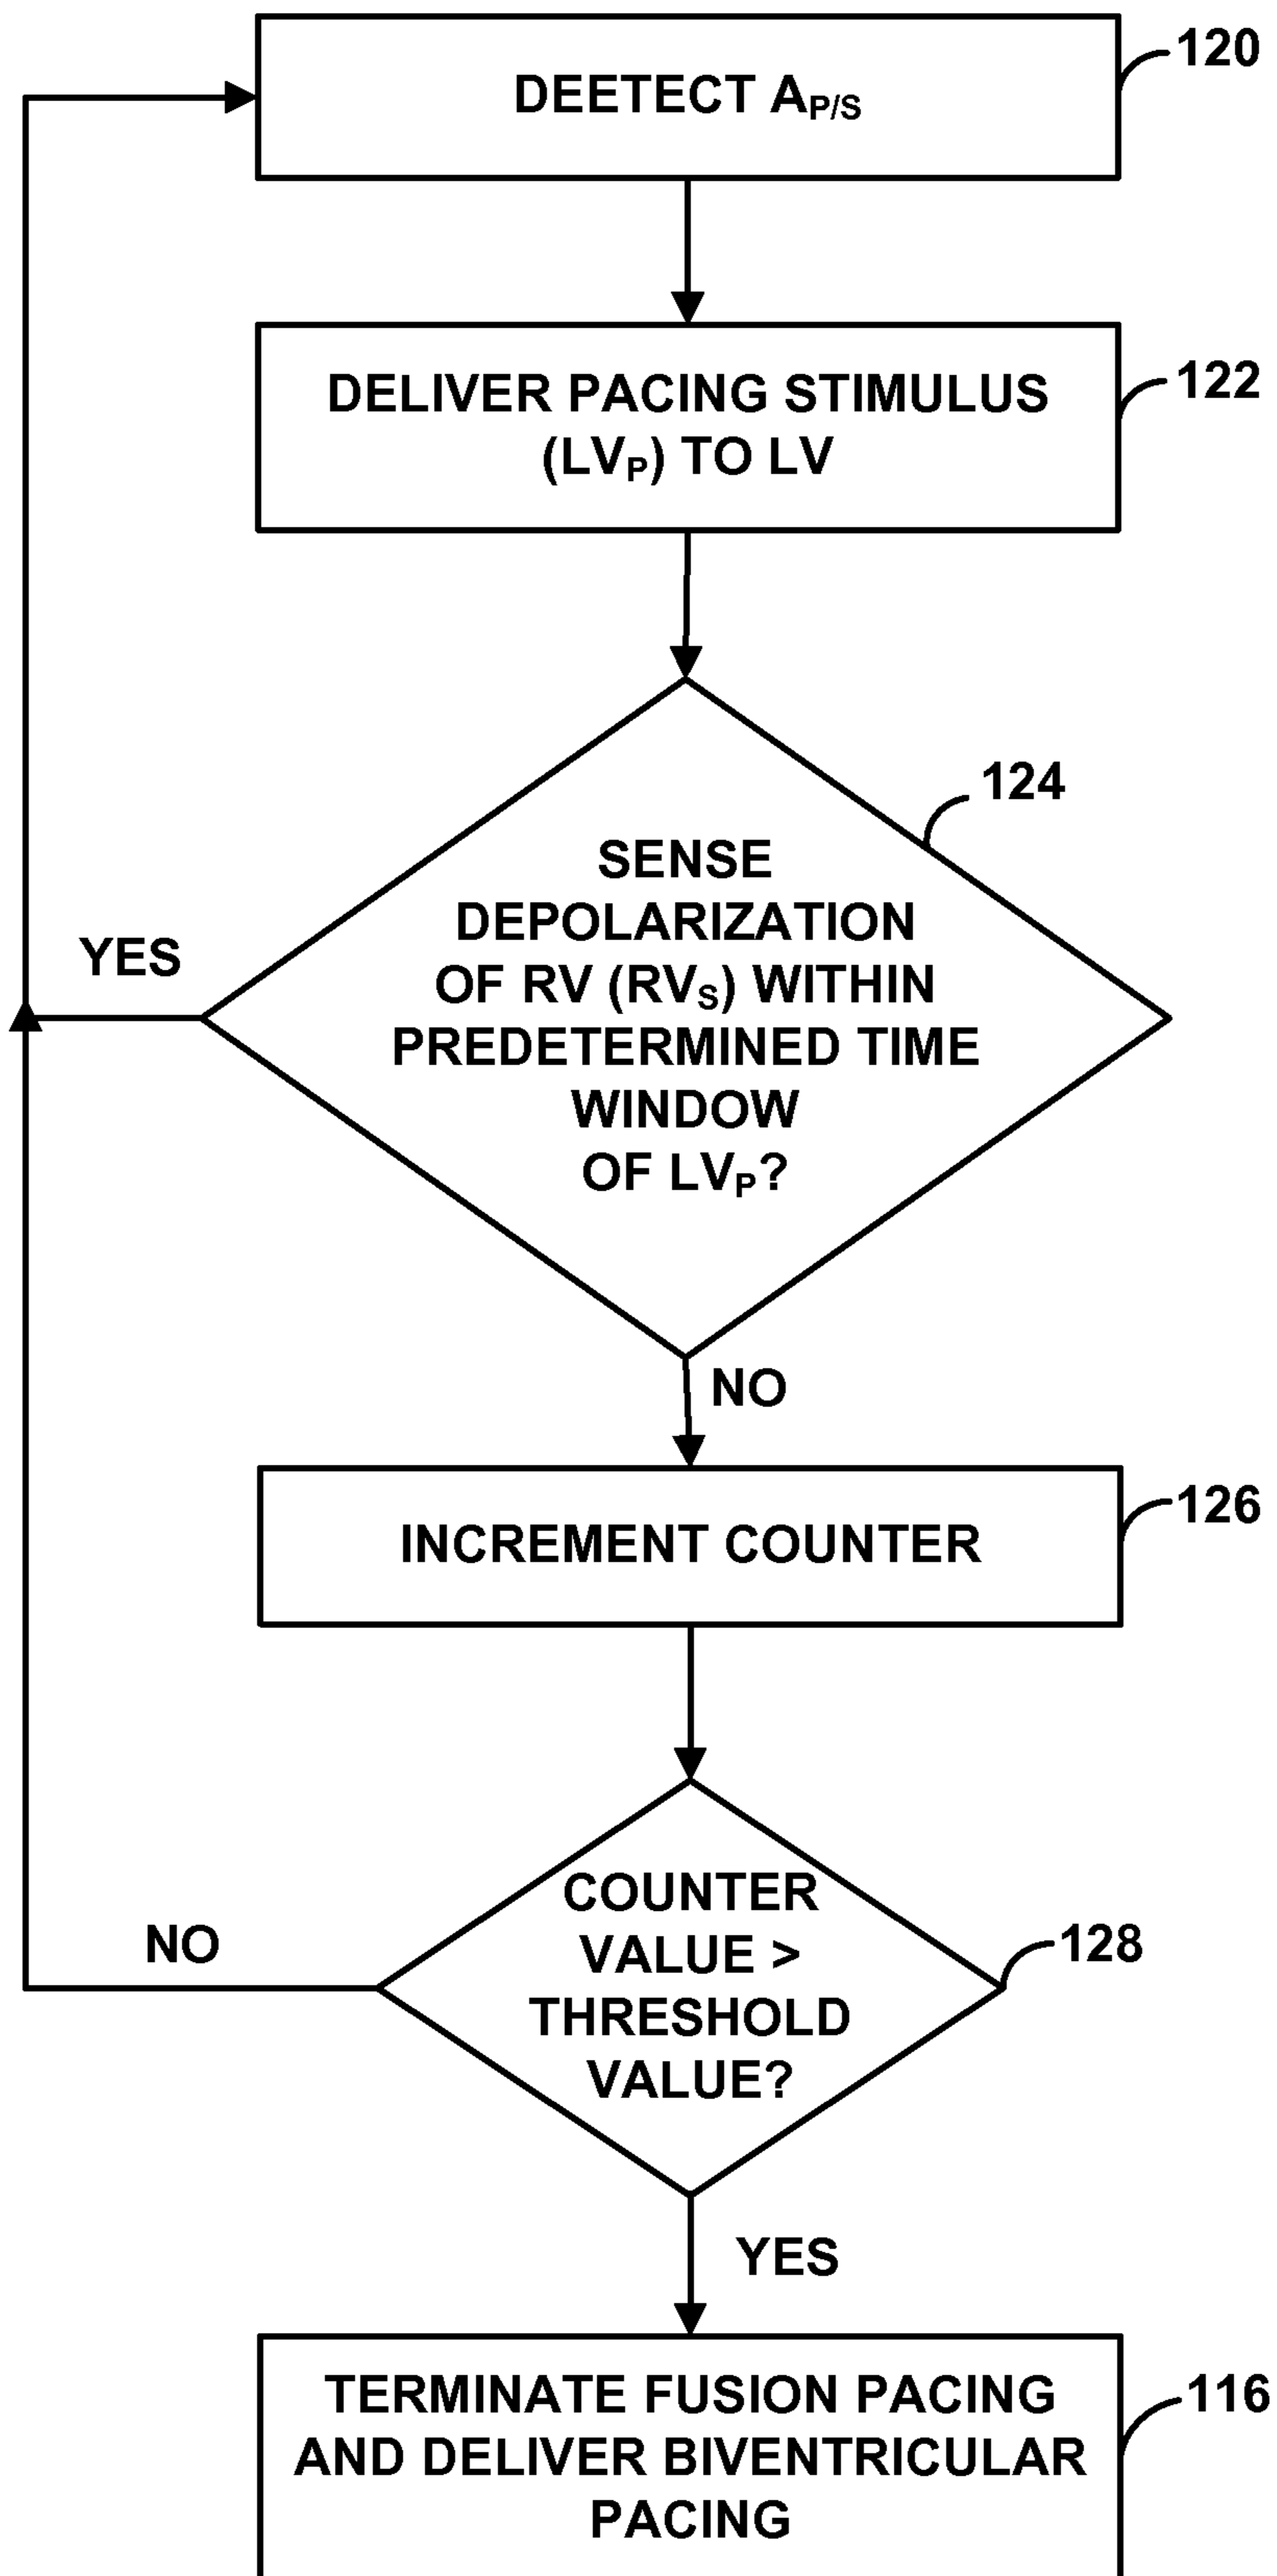 120
DEETECT AP/S
122
DELIVER PACING STIMULUS
(LVP) TO LV
124
SENSE
DEPOLARIZATION
OF RV (RVS) WITHIN
PREDETERMINED TIME
WINDOW
OF LVP?
YES
NO
126
INCREMENT COUNTER
COUNTER
VALUE >
THRESHOLD
VALUE?
128
NO
YES
TERMINATE FUSION PACING
AND DELIVER BIVENTRICULAR
PACING
116